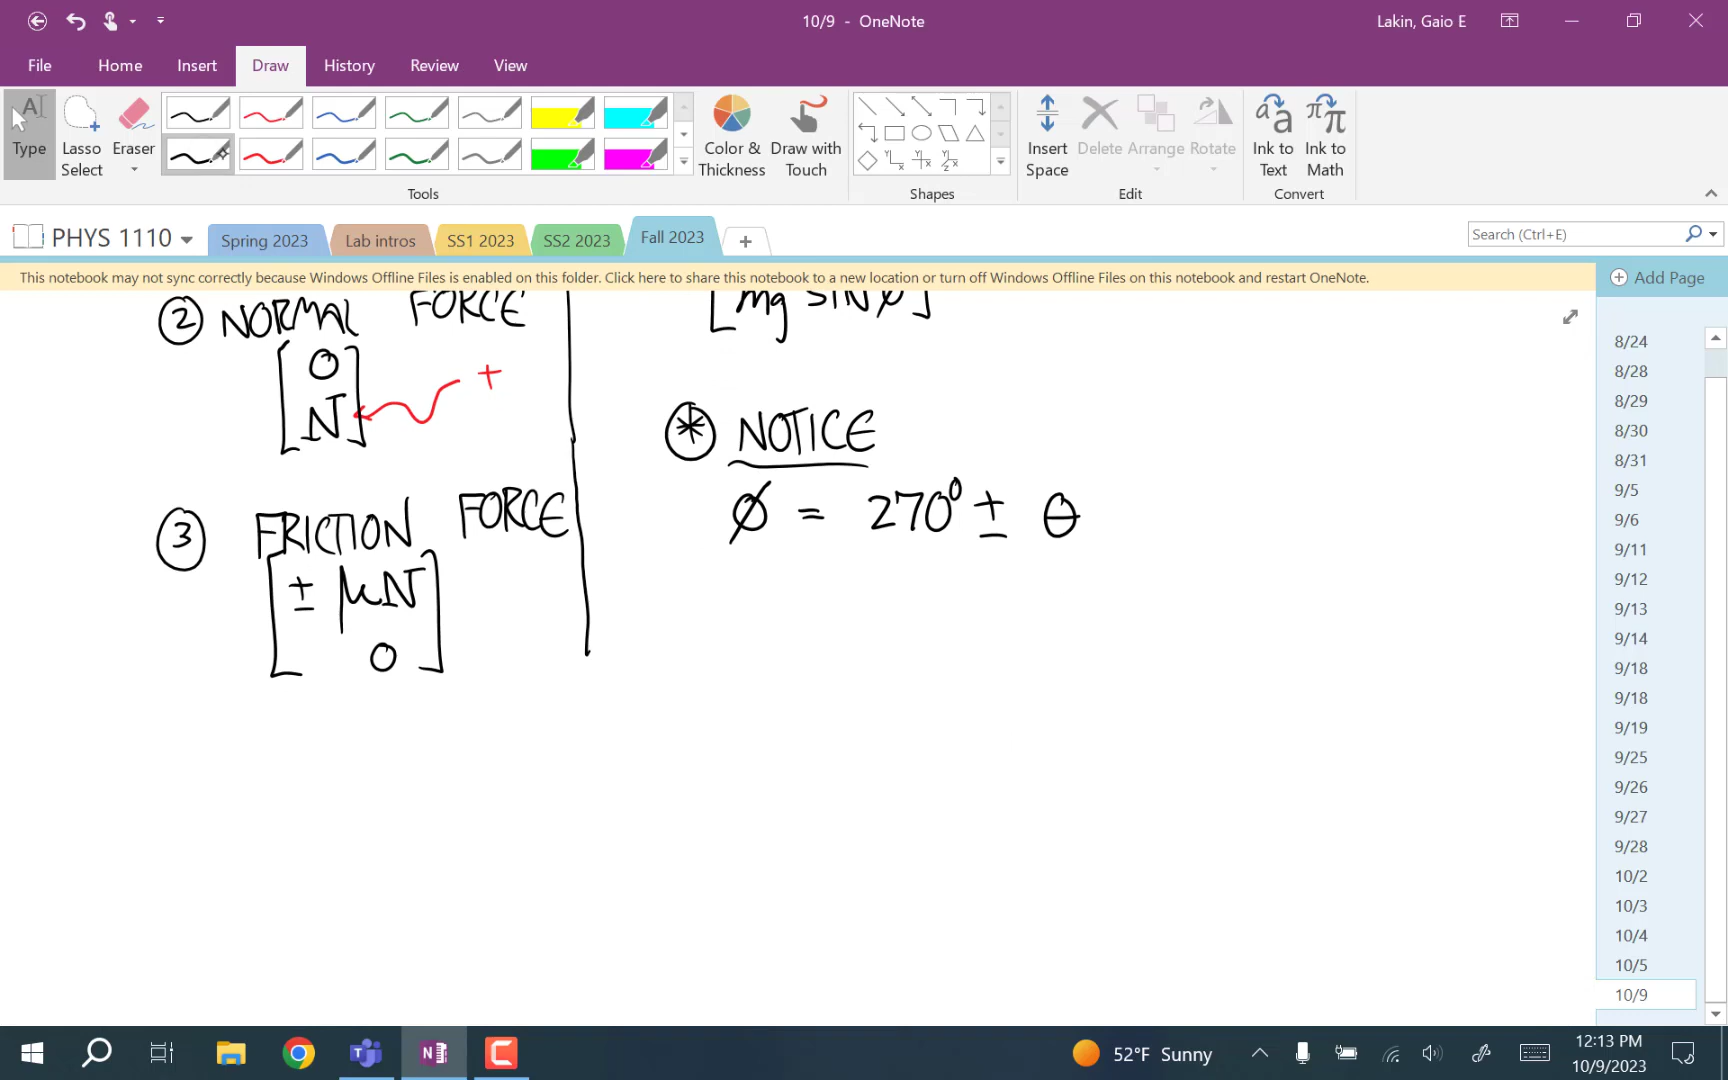 10/9 - OneNote
Lakin, Gaio E
File Home Insert Draw History Review View
Type
Lasso Select
Eraser
Color & Thickness
Draw with Touch
Insert Space
Delete
Arrange
Rotate
Ink to Text
Ink to Math
Tools
Shapes
Edit
Convert
PHYS 1110
Spring 2023
Lab intros
SS1 2023
SS2 2023
Fall 2023
Search (Ctrl+E)
This notebook may not sync correctly because Windows Offline Files is enabled on this folder. Click here to share this notebook to a new location or turn off Windows Offline Files on this notebook and restart OneNote.
Add Page
② NORMAL FORCE
[0
N]
+
③ FRICTION FORCE
[± μN
0]
[mg SIN ø]
* NOTICE
ø = 270° ± θ
8/24
8/28
8/29
8/30
8/31
9/5
9/6
9/11
9/12
9/13
9/14
9/18
9/18
9/19
9/25
9/26
9/27
9/28
10/2
10/3
10/4
10/5
10/9
52°F Sunny
12:13 PM
10/9/2023